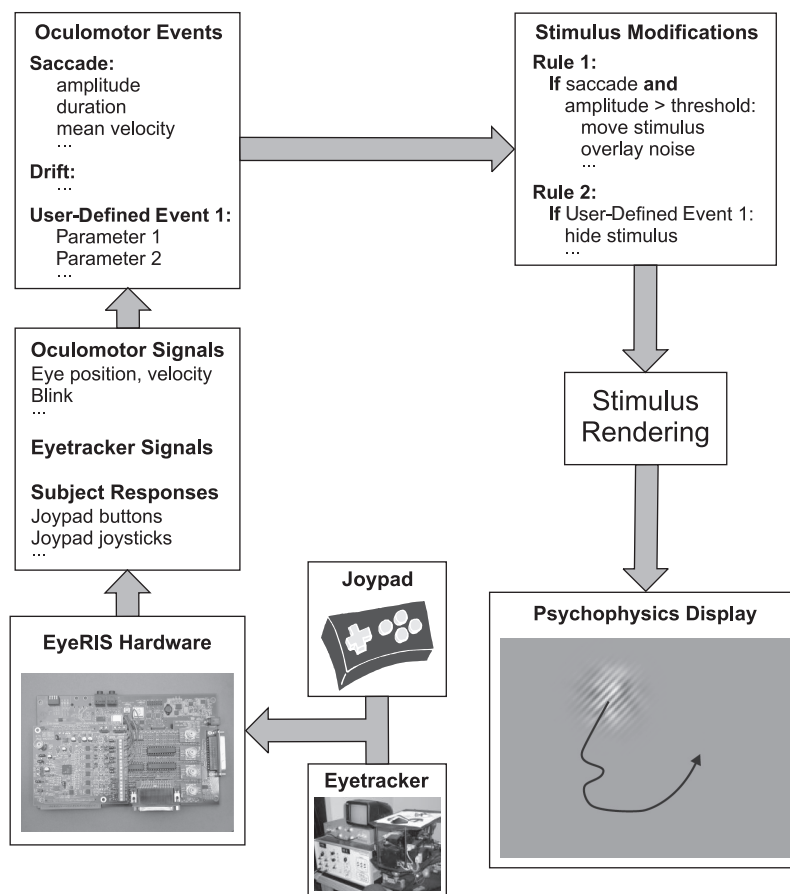 Oculomotor Events
Saccade:
amplitude
duration
mean velocity
...
Drift:
...
User-Defined Event 1:
Parameter 1
Parameter 2
...
Stimulus Modifications
Rule 1:
If saccade and
amplitude > threshold:
move stimulus
overlay noise
...
Rule 2:
If User-Defined Event 1:
hide stimulus
...
Oculomotor Signals
Eye position, velocity
Blink
...
Eyetracker Signals
Subject Responses
Joypad buttons
Joypad joysticks
...
Stimulus
Rendering
EyeRIS Hardware
Joypad
Eyetracker
Psychophysics Display